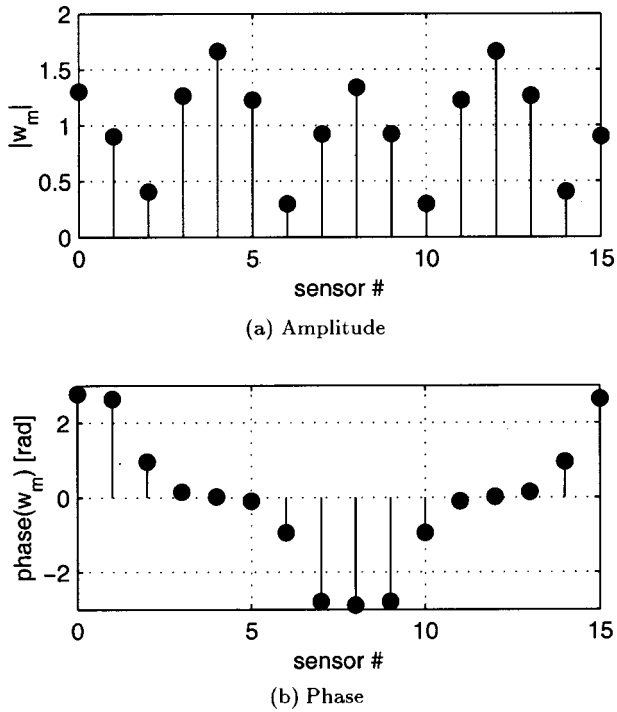 2
1.5
1
0.5
0
|w_m|
0 5 10 15
sensor #
(a) Amplitude
2
0
−2
phase(w_m) [rad]
0 5 10 15
sensor #
(b) Phase